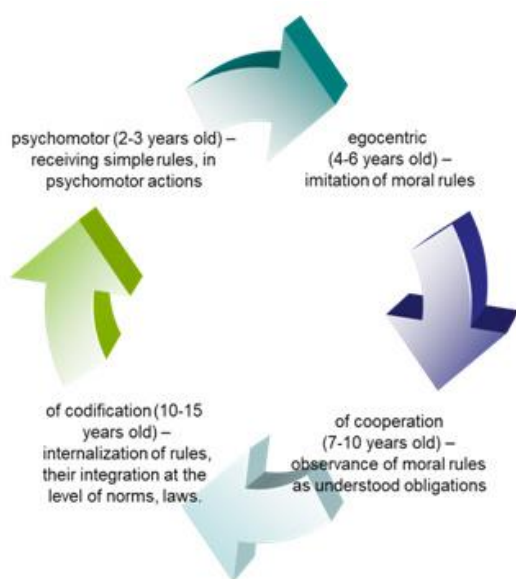 psychomotor (2-3 years old) –
receiving simple rules, in
psychomotor actions
egocentric
(4-6 years old) –
imitation of moral rules
of cooperation
(7-10 years old) –
observance of moral rules
as understood obligations
of codification (10-15
years old) –
internalization of rules,
their integration at the
level of norms, laws.